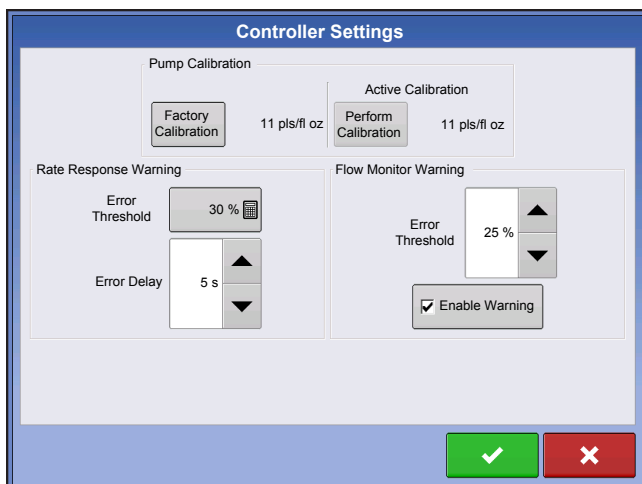 Controller Settings
Pump Calibration
Active Calibration
Factory
Calibration
11 pls/fl oz
Perform
Calibration
11 pls/fl oz
Rate Response Warning
Error
Threshold
30 %
Error Delay
5 s
Flow Monitor Warning
Error
Threshold
25 %
Enable Warning